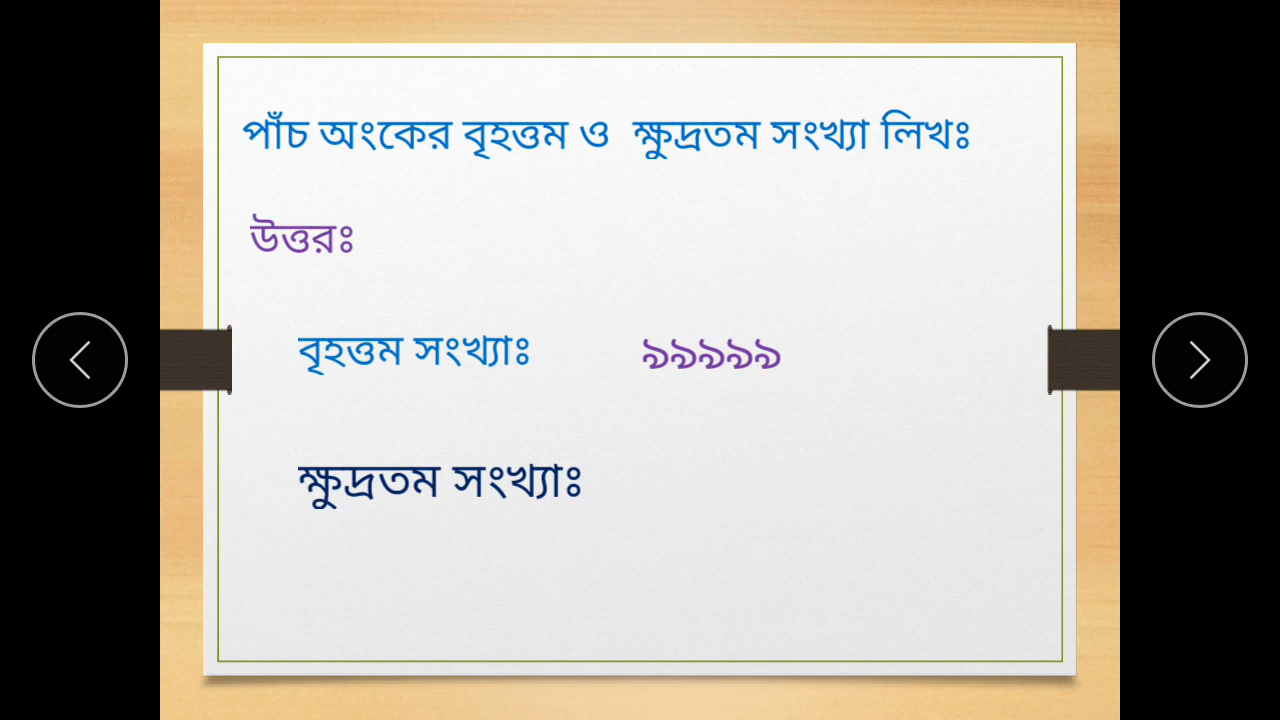 পাঁচ অংকের বৃহত্তম ও ক্ষুদ্রতম সংখ্যা লিখঃ
উত্তরঃ
বৃহত্তম সংখ্যাঃ ৯৯৯৯৯
ক্ষুদ্রতম সংখ্যাঃ